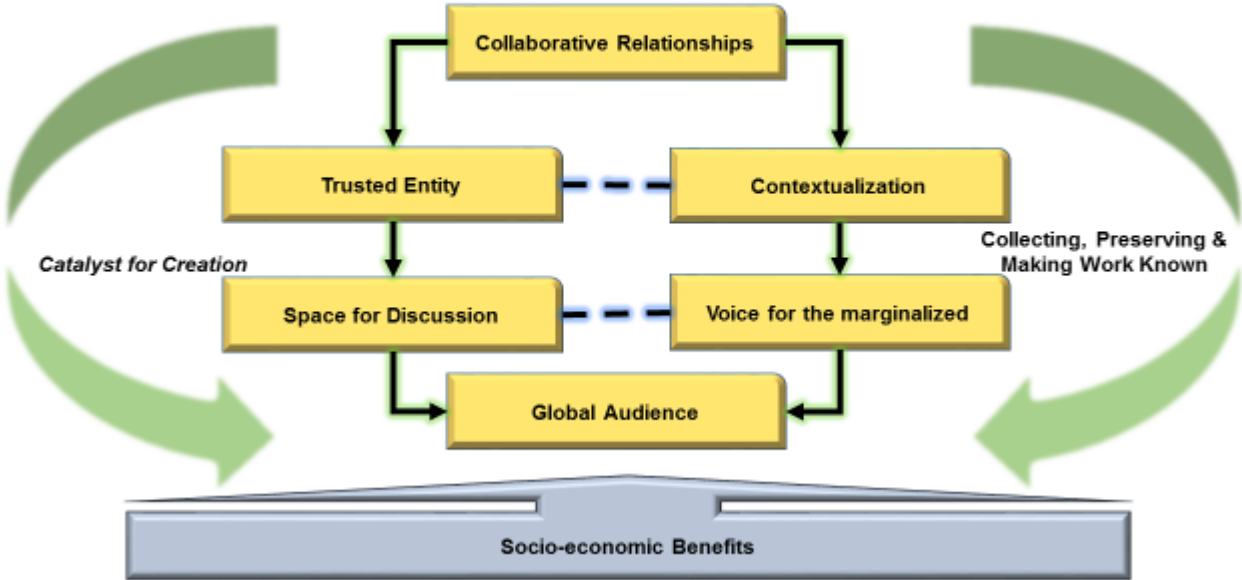 Collaborative Relationships
Trusted Entity
Contextualization
Catalyst for Creation
Collecting, Preserving &
Making Work Known
Space for Discussion
Voice for the marginalized
Global Audience
Socio-economic Benefits